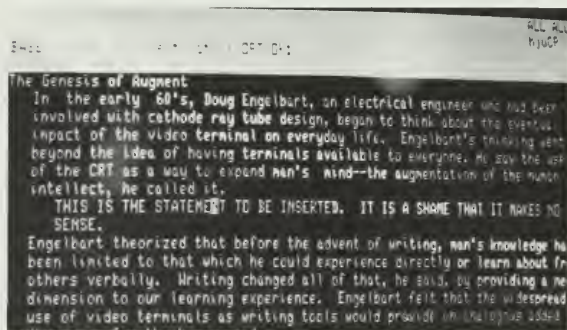 ALL
The Genesis of Augment
In the early 60's, Doug Engelbart, an electrical engineer who had been
involved with cathode ray tube design, began to think about the eventual
impact of the video terminal on everyday life. Engelbart's thinking went
beyond the idea of having terminals available to everyone. He saw the use
of the CRT as a way to expand man's mind--the augmentation of the human
intellect, he called it.
THIS IS THE STATEMENT TO BE INSERTED. IT IS A SHAME THAT IT MAKES NO
SENSE.
Engelbart theorized that before the advent of writing, man's knowledge ha
been limited to that which he could experience directly or learn about fr
others verbally. Writing changed all of that, he said, by providing a ne
dimension to our learning experience. Engelbart felt that the widespread
use of video terminals as writing tools would provide an analogous added